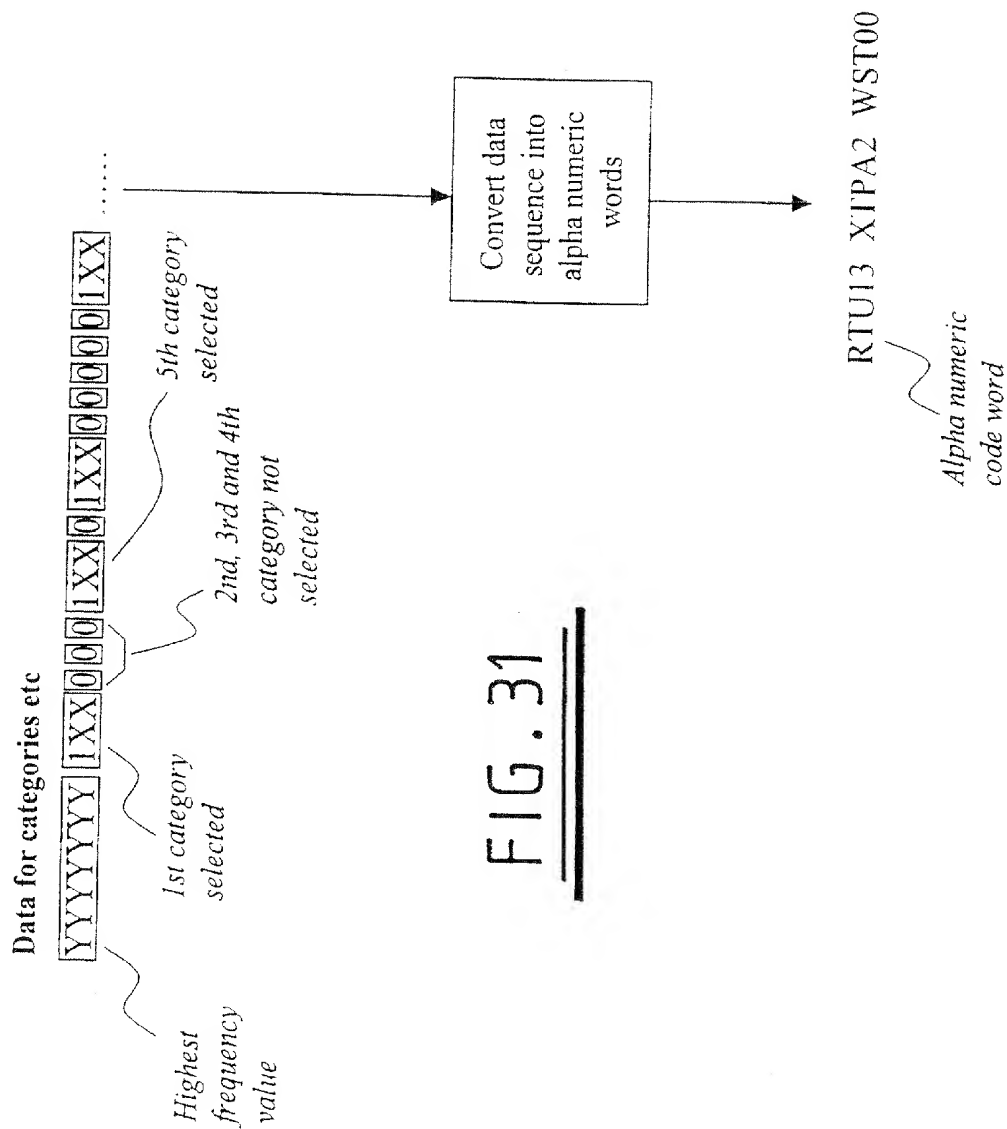 Data for categories etc
YYYYYYY 1XX 0 0 0 1XX 0 1XX 0 0 0 0 0 1XX .....
Highest
frequency
value
1st category
selected
2nd, 3rd and 4th
category not
selected
5th category
selected
Convert data
sequence into
alpha numeric
words
RTU13 XTPA2 WST00
Alpha numeric
code word
FIG. 31